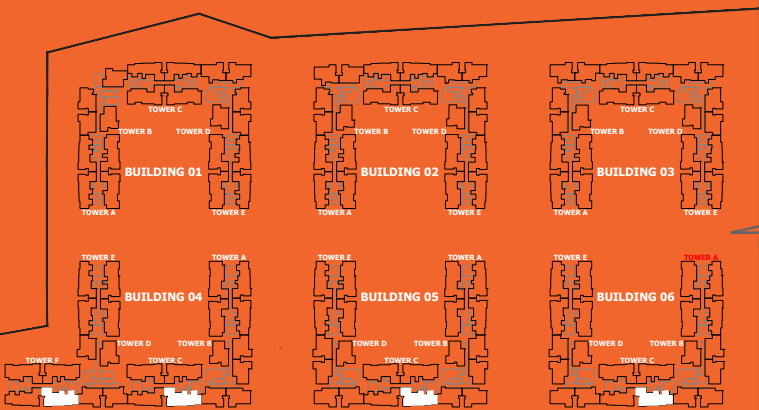 TOWER C TOWER C TOWER C
TOWER B TOWER D TOWER B TOWER D TOWER B TOWER D
BUILDING 01 BUILDING 02 BUILDING 03
TOWER A TOWER E TOWER A TOWER E TOWER A TOWER E
TOWER E TOWER A TOWER E TOWER A TOWER E TOWER A
BUILDING 04 BUILDING 05 BUILDING 06
TOWER D TOWER B TOWER D TOWER B TOWER D TOWER B
TOWER F TOWER C TOWER C TOWER C